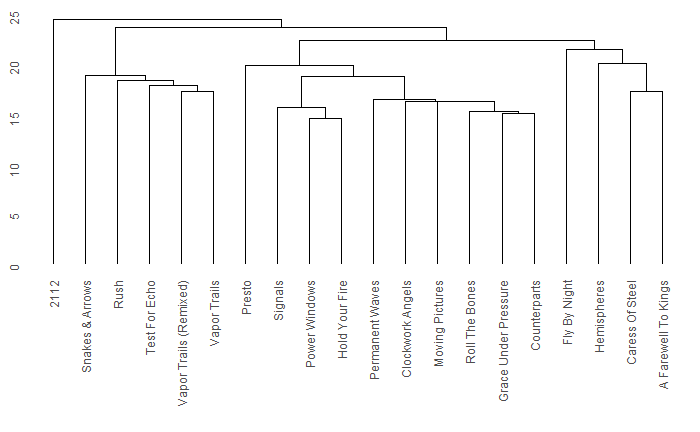 25
20
15
10
5
0
2112
Snakes & Arrows
Rush
Test For Echo
Vapor Trails (Remixed)
Vapor Trails
Presto
Signals
Power Windows
Hold Your Fire
Permanent Waves
Clockwork Angels
Moving Pictures
Roll The Bones
Grace Under Pressure
Counterparts
Fly By Night
Hemispheres
Caress Of Steel
A Farewell To Kings